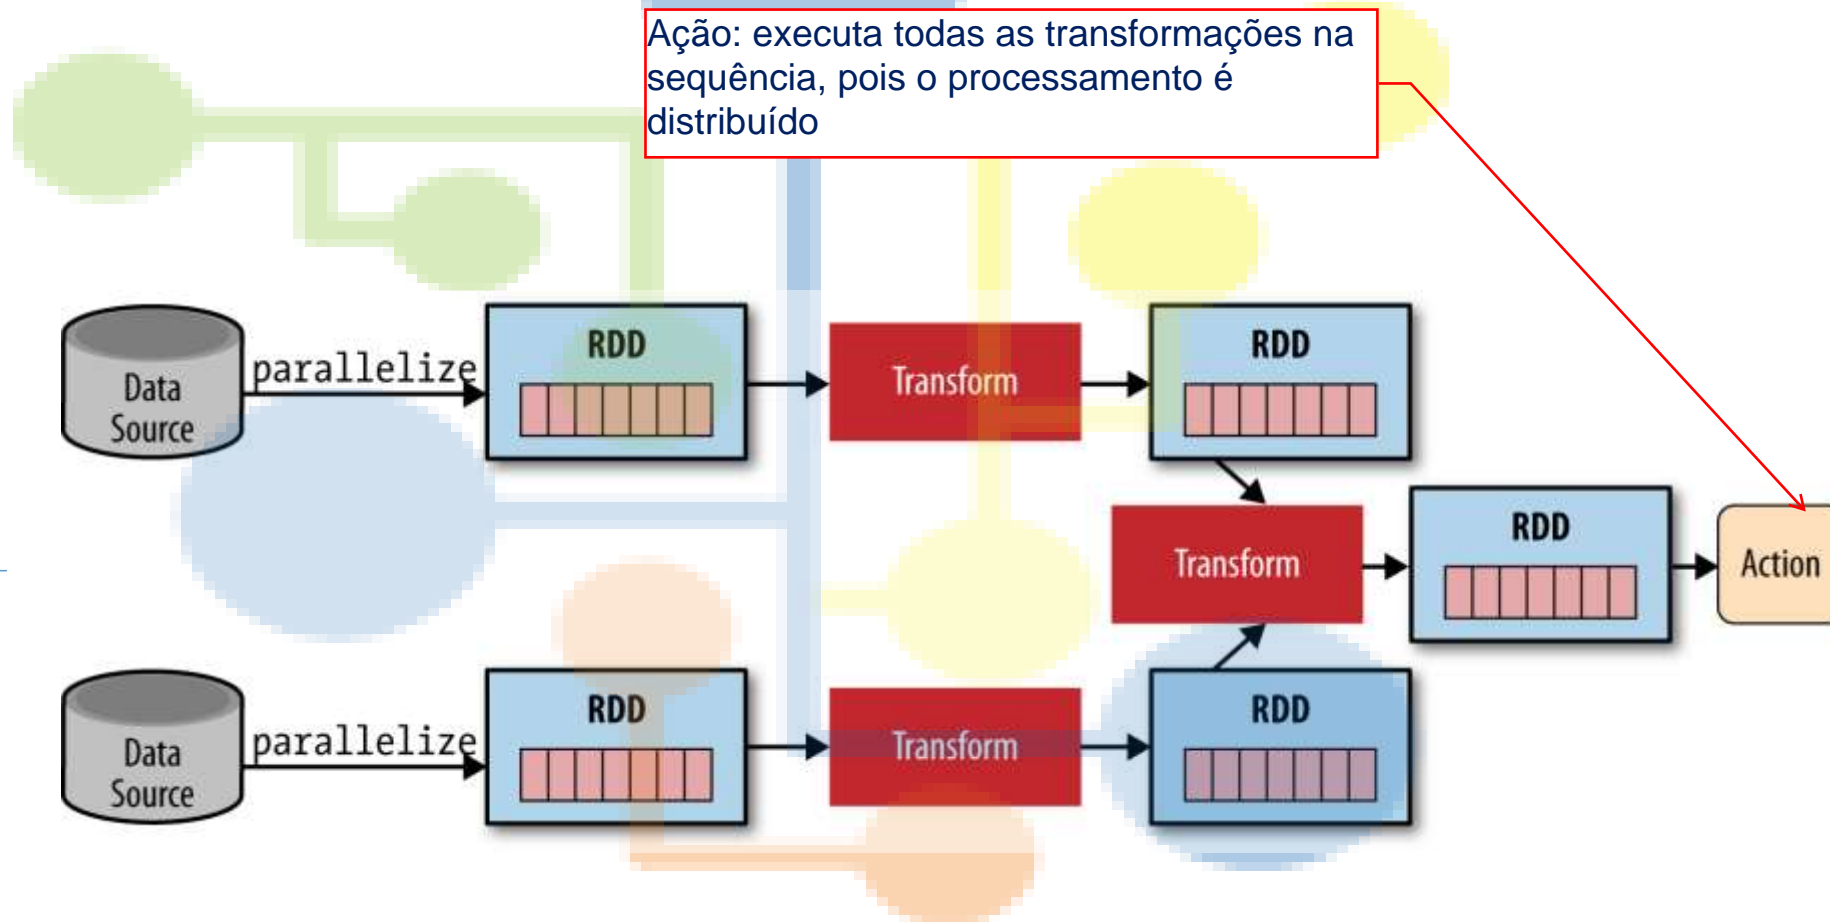 Ação: executa todas as transformações na
sequência, pois o processamento é
distribuído
Data
Source
parallelize
RDD
Transform
RDD
Transform
RDD
Action
Data
Source
parallelize
RDD
Transform
RDD